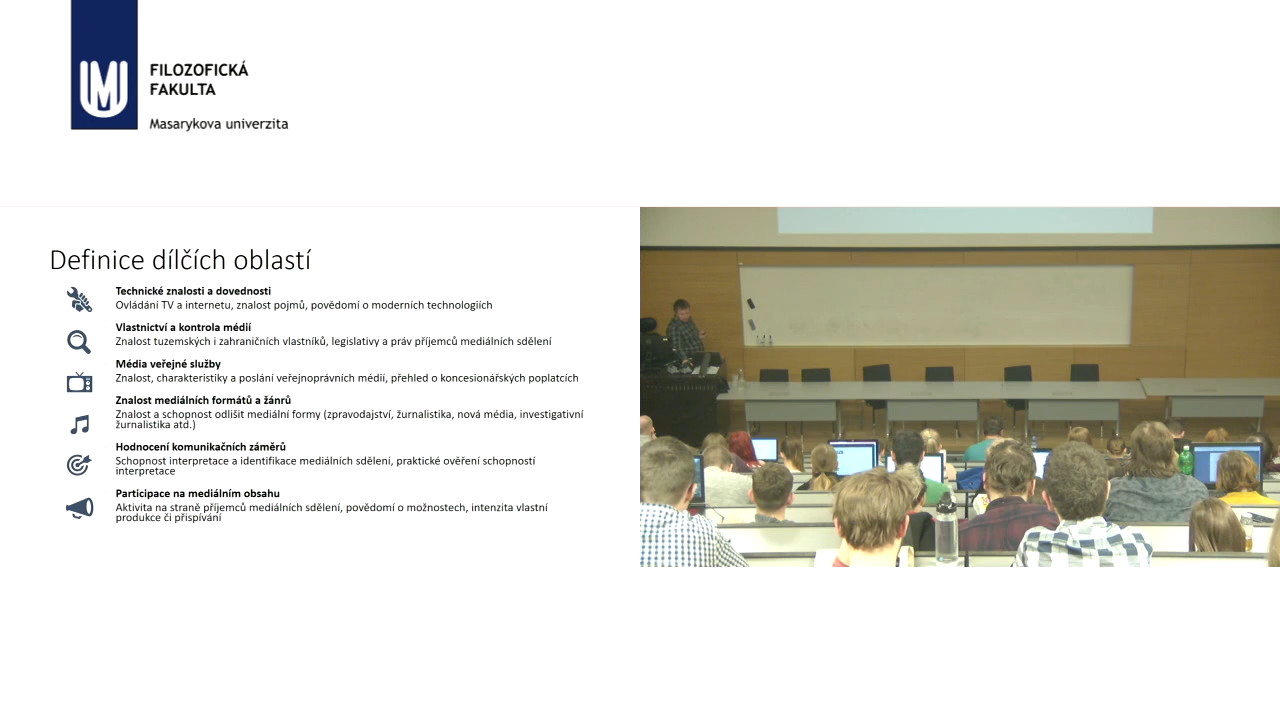 FILOZOFICKÁ
FAKULTA
Masarykova univerzita
Definice dílčích oblastí
Technické znalosti a dovednosti
Ovládání TV a internetu, znalost pojmů, povědomí o moderních technologiích
Vlastnictví a kontrola médií
Znalost tuzemských i zahraničních vlastníků, legislativy a práv příjemců mediálních sdělení
Média veřejné služby
Znalost, charakteristiky a poslání veřejnoprávních médií, přehled o koncesionářských poplatcích
Znalost mediálních formátů a žánrů
Znalost a schopnost odlišit mediální formy (zpravodajství, žurnalistika, nová média, investigativní
žurnalistika atd.)
Hodnocení komunikačních záměrů
Schopnost interpretace a identifikace mediálních sdělení, praktické ověření schopností
interpretace
Participace na mediálním obsahu
Aktivita na straně příjemců mediálních sdělení, povědomí o možnostech, intenzita vlastní
produkce či přispívání